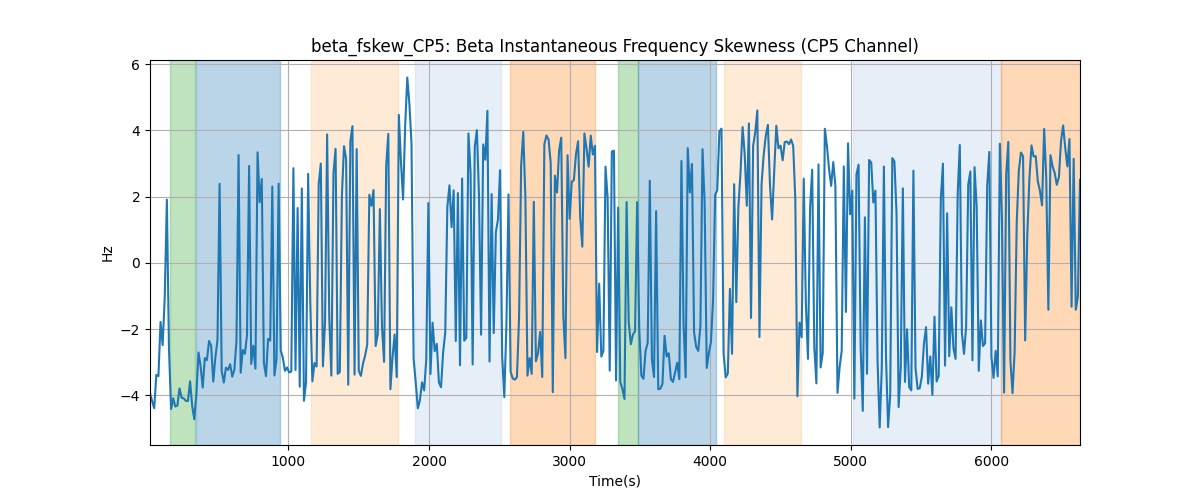 beta_fskew_CP5: Beta Instantaneous Frequency Skewness (CP5 Channel)
6
4
2
0
−2
−4
Hz
1000 2000 3000 4000 5000 6000
Time(s)